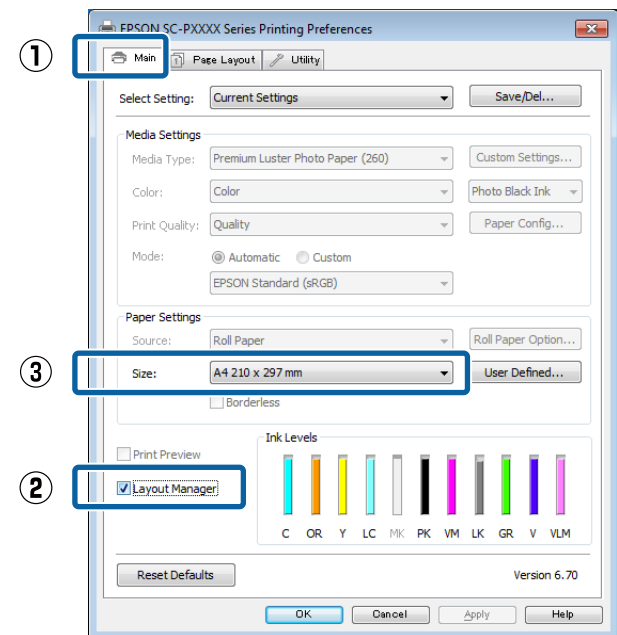 EPSON SC-PXXXX Series Printing Preferences
①
Main Page Layout Utility
Select Setting: Current Settings Save/Del...
Media Settings
Media Type: Premium Luster Photo Paper (260) Custom Settings...
Color: Color Photo Black Ink
Print Quality: Quality Paper Config...
Mode: Automatic Custom
EPSON Standard (sRGB)
Paper Settings
Source: Roll Paper Roll Paper Option...
③
Size: A4 210 x 297 mm User Defined...
Borderless
Ink Levels
Print Preview
②
Layout Manager
C OR Y LC MK PK VM LK GR V VLM
Reset Defaults Version 6.70
OK Cancel Apply Help